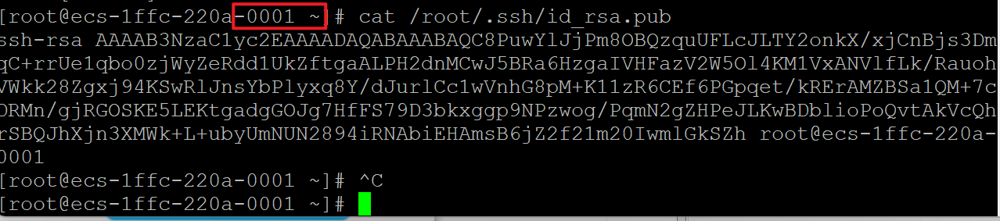 [root@ecs-1ffc-220a-0001 ~]# cat /root/.ssh/id_rsa.pub
ssh-rsa AAAAB3NzaC1yc2EAAAADAQABAAABAQC8PuwYlJjPm8OBQzquUFLcJLTY2onkX/xjCnBjs3Dm
qC+rrUe1qbo0zjWyZeRdd1UkZftgaALPH2dnMCwJ5BRa6HzgaIVHFazV2W5Ol4KM1VxANVlfLk/Rauoh
VWkk28Zgxj94KSwRlJnsYbPlyxq8Y/dJurlCc1wVnhG8pM+K11zR6CEf6PGpqet/kRErAMZBSa1QM+7c
DRMn/gjRGOSKE5LEKtgadgGOJg7HfFS79D3bkxggp9NPzwog/PqmN2gZHPeJLKwBDblioPoQvtAkVcQh
rSBQJhXjn3XMWk+L+ubyUmNUN2894iRNAbiEHAmsB6jZ2f21m20IwmlGkSZh root@ecs-1ffc-220a-
0001
[root@ecs-1ffc-220a-0001 ~]# ^C
[root@ecs-1ffc-220a-0001 ~]#